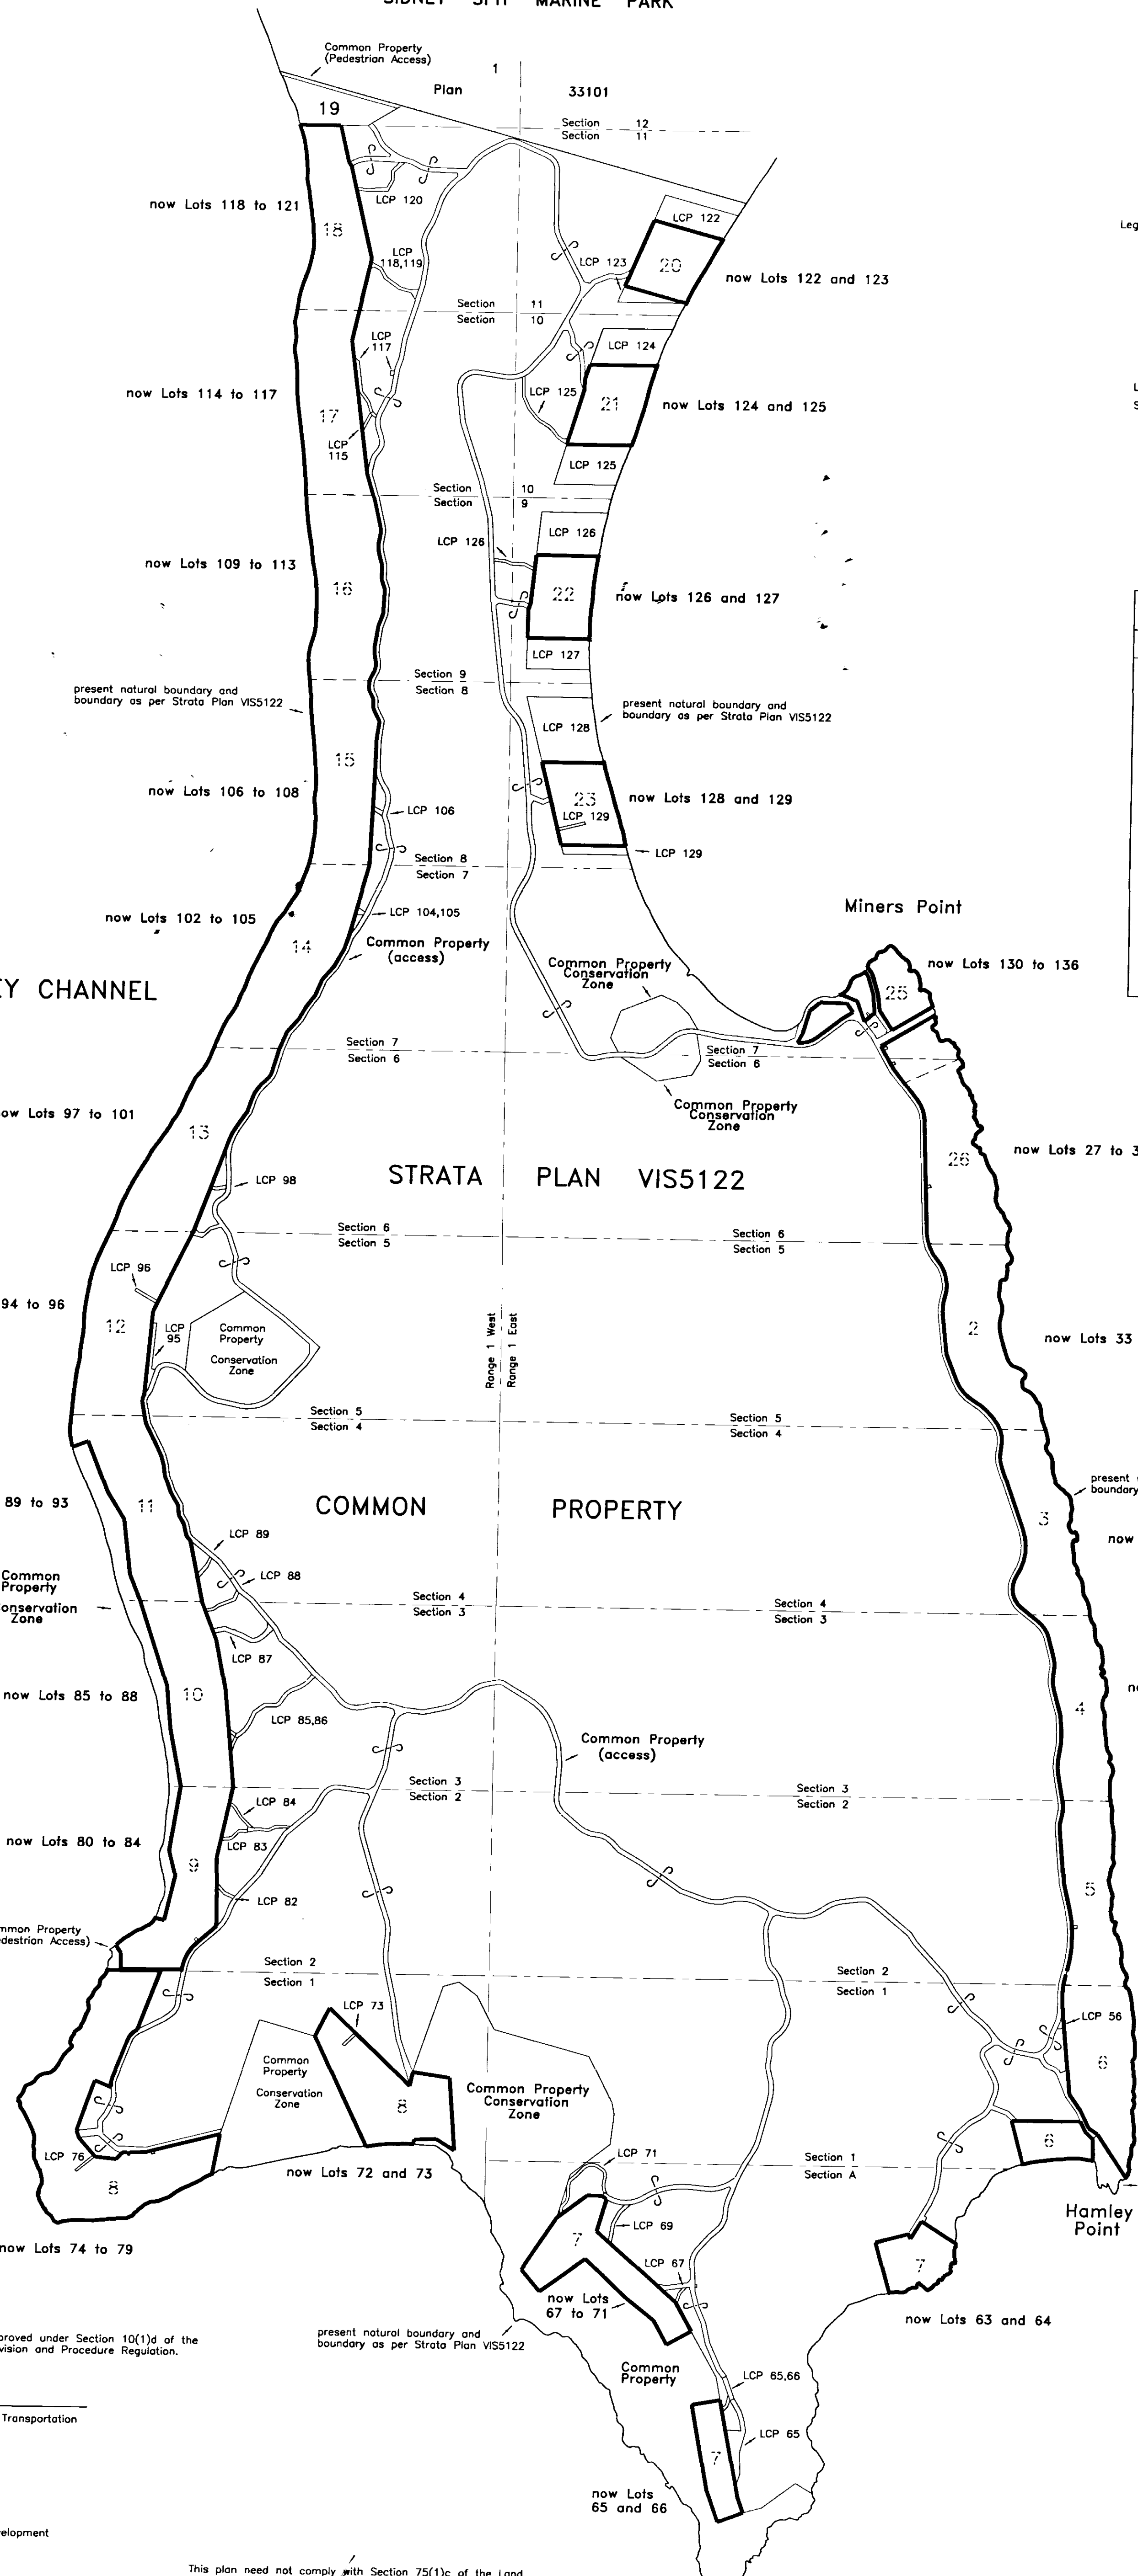 SIDNEY SPIT MARINE PARK
Common Property
(Pedestrian Access)
1
Plan 33101
19
Section 12
Section 11
LCP 120
now Lots 118 to 121
18
LCP
118,119
LCP 122
LCP 123
20
now Lots 122 and 123
Leg
Section 11
Section 10
LCP
117
LCP 124
now Lots 114 to 117
17
LCP 125
21
now Lots 124 and 125
L
S
LCP
115
LCP 125
Section 10
Section 9
LCP 126
LCP 126
now Lots 109 to 113
16
22
now Lots 126 and 127
LCP 127
Section 9
Section 8
present natural boundary and
boundary as per Strata Plan VIS5122
present natural boundary and
boundary as per Strata Plan VIS5122
LCP 128
15
now Lots 106 to 108
23
now Lots 128 and 129
LCP 106
LCP 129
LCP 129
Section 8
Section 7
now Lots 102 to 105
LCP 104,105
Miners Point
14
Common Property
(access)
Common Property
Conservation
Zone
now Lots 130 to 136
EY CHANNEL
25
Section 7
Section 6
Section 7
Section 6
ow Lots 97 to 101
13
Common Property
Conservation
Zone
now Lots 27 to 3
26
STRATA PLAN VIS5122
LCP 98
Section 6
Section 5
Section 6
Section 5
LCP 96
94 to 96
12
LCP
95
Common
Property
Conservation
Zone
Range 1 West
Range 1 East
2
now Lots 33
Section 5
Section 4
Section 5
Section 4
present
boundary
89 to 93
11
COMMON PROPERTY
3
now
LCP 89
LCP 88
Common
Property
onservation
Zone
Section 4
Section 3
Section 4
Section 3
LCP 87
now Lots 85 to 88
10
LCP 85,86
4
Common Property
(access)
Section 3
Section 2
Section 3
Section 2
LCP 84
now Lots 80 to 84
LCP 83
9
LCP 82
5
mmon Property
destrian Access)
Section 2
Section 1
Section 2
Section 1
LCP 73
LCP 56
Common
Property
Conservation
Zone
8
Common Property
Conservation
Zone
6
6
LCP 76
8
now Lots 72 and 73
LCP 71
Section 1
Section A
Hamley
Point
LCP 69
7
now Lots 74 to 79
LCP 67
7
now Lots
67 to 71
now Lots 63 and 64
proved under Section 10(1)d of the
vision and Procedure Regulation.
present natural boundary and
boundary as per Strata Plan VIS5122
Common
Property
LCP 65,66
Transportation
LCP 65
7
now Lots
65 and 66
elopment
This plan need not comply with Section 75(1)c of the Land